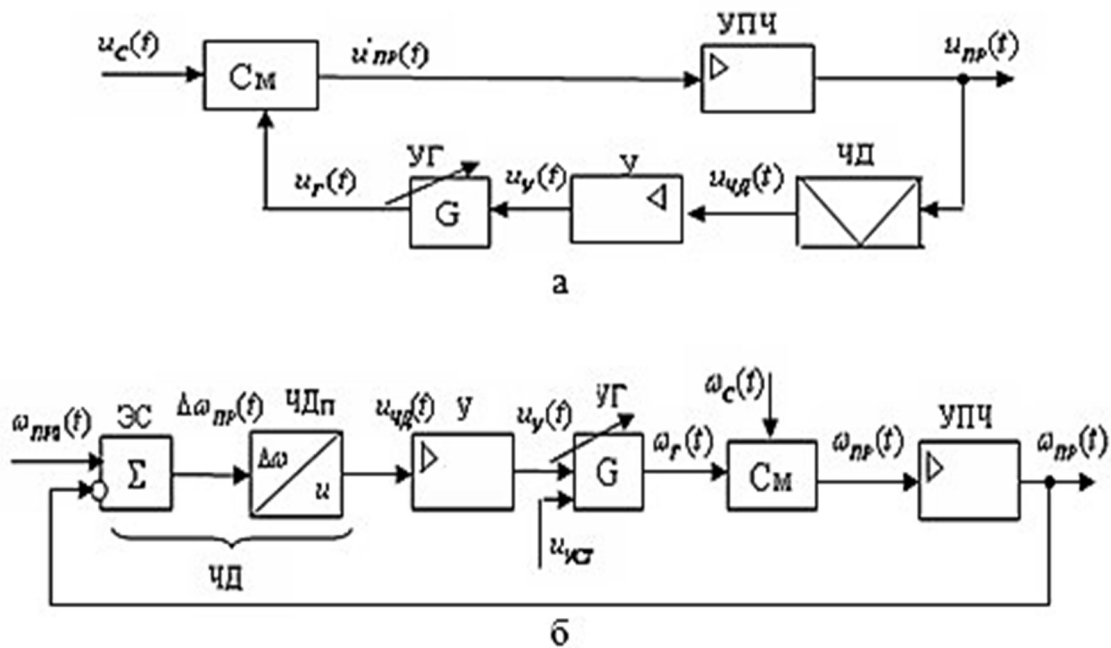 u_C(t) См u'_ПР(t) УПЧ u_ПР(t)
u_Г(t) УГ G u_У(t) У u_ЧД(t) ЧД
а
ω_ПР0(t) ЭС Σ Δω_ПР(t) ЧДп Δω u u_ЧД(t) У u_У(t) УГ G ω_Г(t) ω_C(t) См ω_ПР(t) УПЧ ω_ПР(t)
u_УСТ
ЧД
б